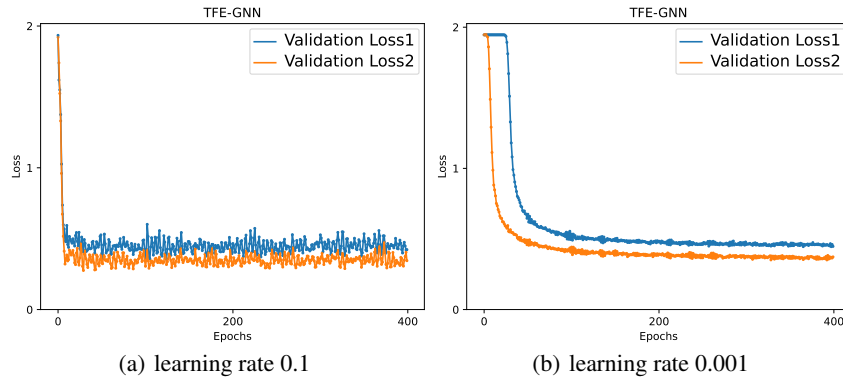 TFE-GNN
2
1
0
Loss
0
200
400
Epochs
Validation Loss1
Validation Loss2
(a) learning rate 0.1
TFE-GNN
2
1
0
Loss
0
200
400
Epochs
Validation Loss1
Validation Loss2
(b) learning rate 0.001